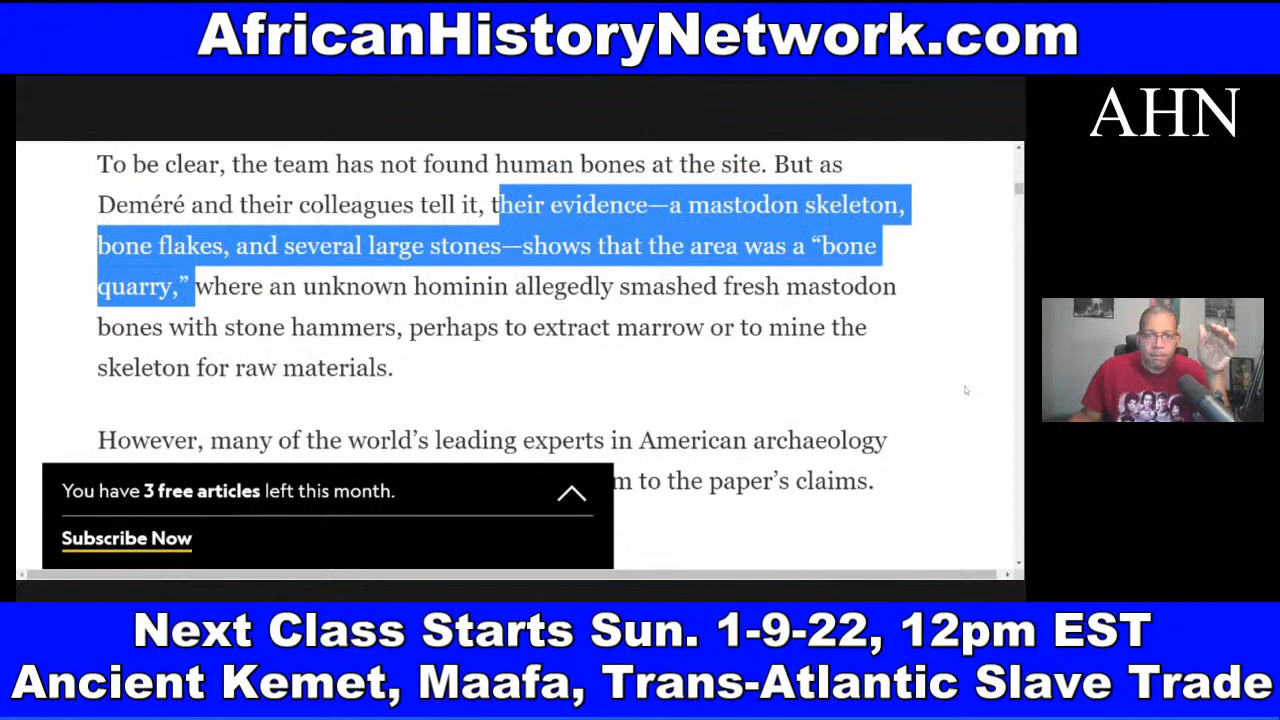 AfricanHistoryNetwork.com
AHN
To be clear, the team has not found human bones at the site. But as
Deméré and their colleagues tell it, their evidence—a mastodon skeleton,
bone flakes, and several large stones—shows that the area was a “bone
quarry,” where an unknown hominin allegedly smashed fresh mastodon
bones with stone hammers, perhaps to extract marrow or to mine the
skeleton for raw materials.
However, many of the world’s leading experts in American archaeology
m to the paper’s claims.
You have 3 free articles left this month.
Subscribe Now
Next Class Starts Sun. 1-9-22, 12pm EST
Ancient Kemet, Maafa, Trans-Atlantic Slave Trade